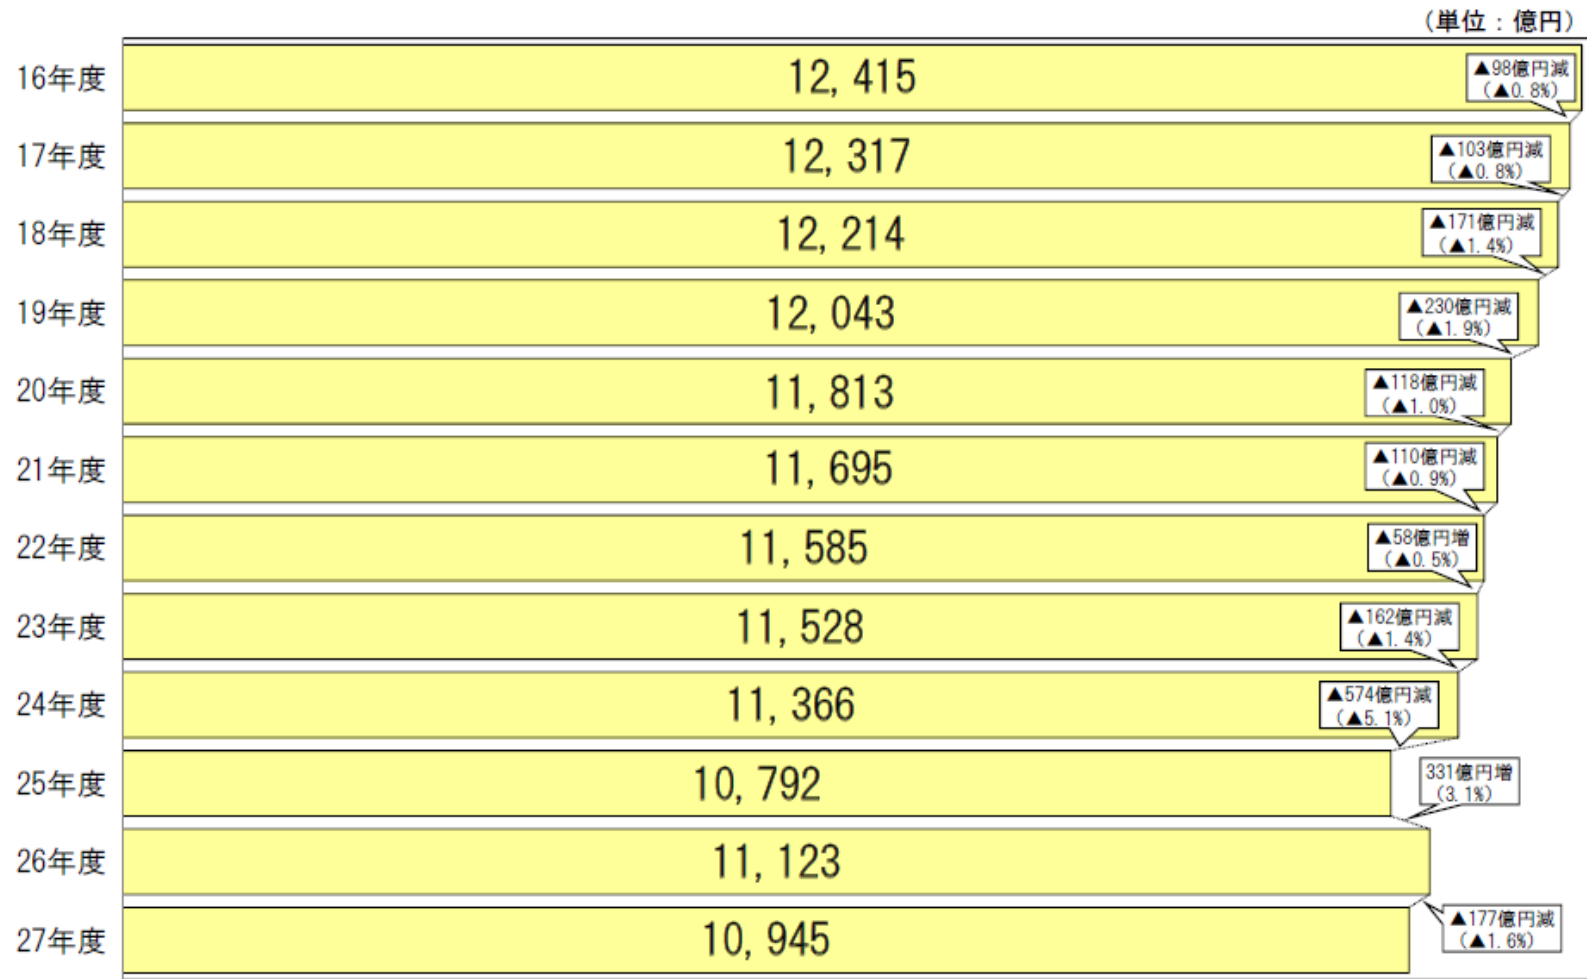 （単位：億円）
16年度
12,415
▲98億円減
（▲0.8%）
17年度
12,317
▲103億円減
（▲0.8%）
18年度
12,214
▲171億円減
（▲1.4%）
19年度
12,043
▲230億円減
（▲1.9%）
20年度
11,813
▲118億円減
（▲1.0%）
21年度
11,695
▲110億円減
（▲0.9%）
22年度
11,585
▲58億円増
（▲0.5%）
23年度
11,528
▲162億円減
（▲1.4%）
24年度
11,366
▲574億円減
（▲5.1%）
25年度
10,792
331億円増
（3.1%）
26年度
11,123
27年度
10,945
▲177億円減
（▲1.6%）